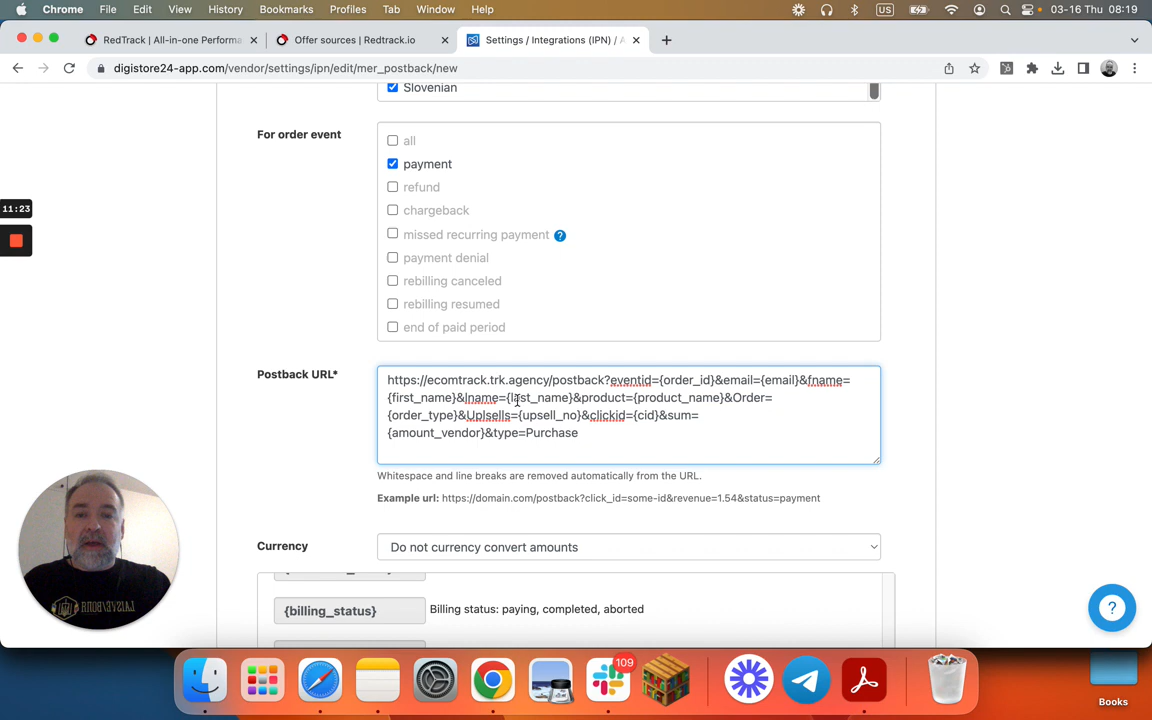 Chrome File Edit View History Bookmarks Profiles Tab Window Help
US
03-16 Thu 08:19
RedTrack | All-in-one Performa
Offer sources | Redtrack.io
Settings / Integrations (IPN) / A
digistore24-app.com/vendor/settings/ipn/edit/mer_postback/new
Slovenian
For order event
all
payment
refund
chargeback
missed recurring payment ?
payment denial
rebilling canceled
rebilling resumed
end of paid period
11:23
Postback URL*
https://ecomtrack.trk.agency/postback?eventid={order_id}&email={email}&fname=
{first_name}&lname={last_name}&product={product_name}&Order=
{order_type}&Uplsells={upsell_no}&clickid={cid}&sum=
{amount_vendor}&type=Purchase
Whitespace and line breaks are removed automatically from the URL.
Example url: https://domain.com/postback?click_id=some-id&revenue=1.54&status=payment
Currency
Do not currency convert amounts
{billing_status} Billing status: paying, completed, aborted
?
109
Books